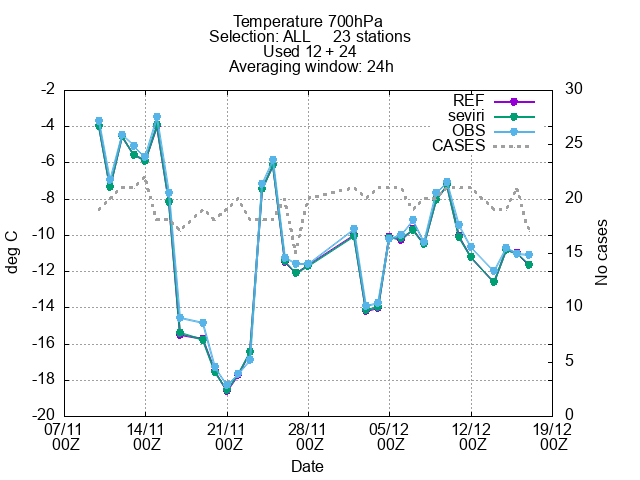 Temperature 700hPa
Selection: ALL 23 stations
Used 12 + 24
Averaging window: 24h
REF
seviri
OBS
CASES
deg C
-2
-4
-6
-8
-10
-12
-14
-16
-18
-20
30
25
20
15
10
5
0
No cases
07/11 14/11 21/11 28/11 05/12 12/12 19/12
00Z 00Z 00Z 00Z 00Z 00Z 00Z
Date